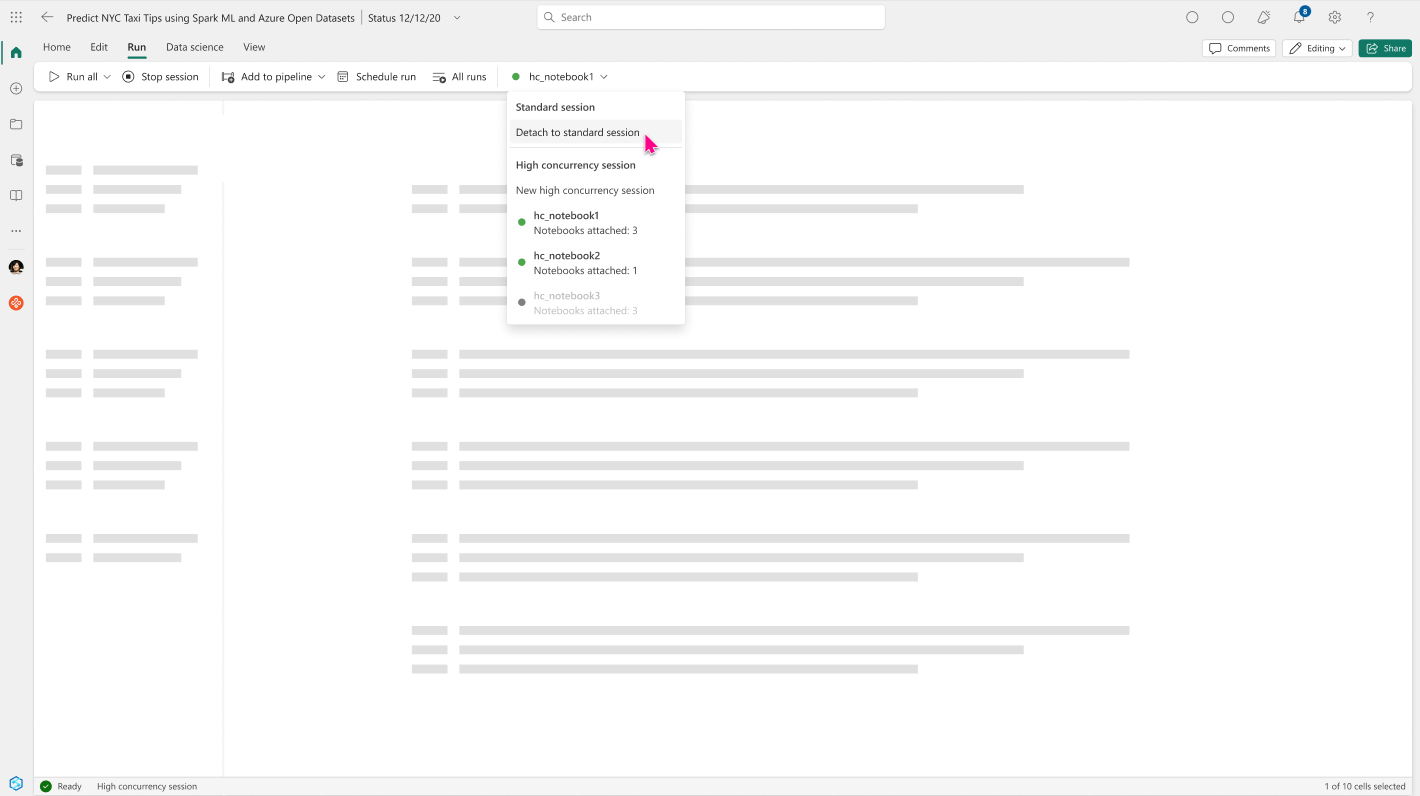 Predict NYC Taxi Tips using Spark ML and Azure Open Datasets
Status 12/12/20
Search
8
Home
Edit
Run
Data science
View
Comments
Editing
Share
Run all
Stop session
Add to pipeline
Schedule run
All runs
hc_notebook1
Standard session
Detach to standard session
High concurrency session
New high concurrency session
hc_notebook1
Notebooks attached: 3
hc_notebook2
Notebooks attached: 1
hc_notebook3
Notebooks attached: 3
Ready
High concurrency session
1 of 10 cells selected